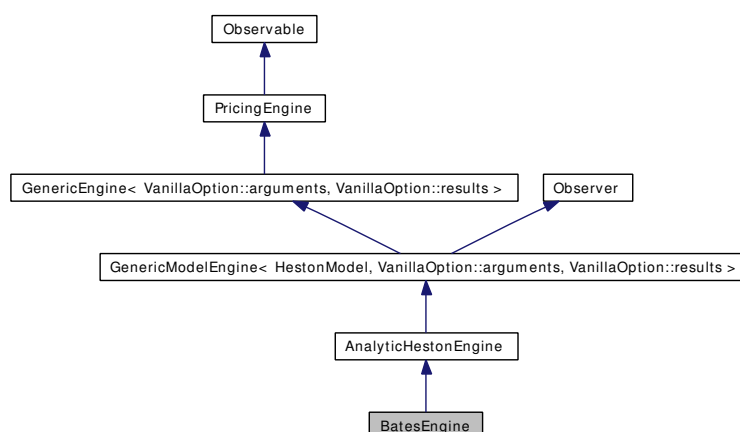 Observable
PricingEngine
GenericEngine< VanillaOption::arguments, VanillaOption::results >
Observer
GenericModelEngine< HestonModel, VanillaOption::arguments, VanillaOption::results >
AnalyticHestonEngine
BatesEngine